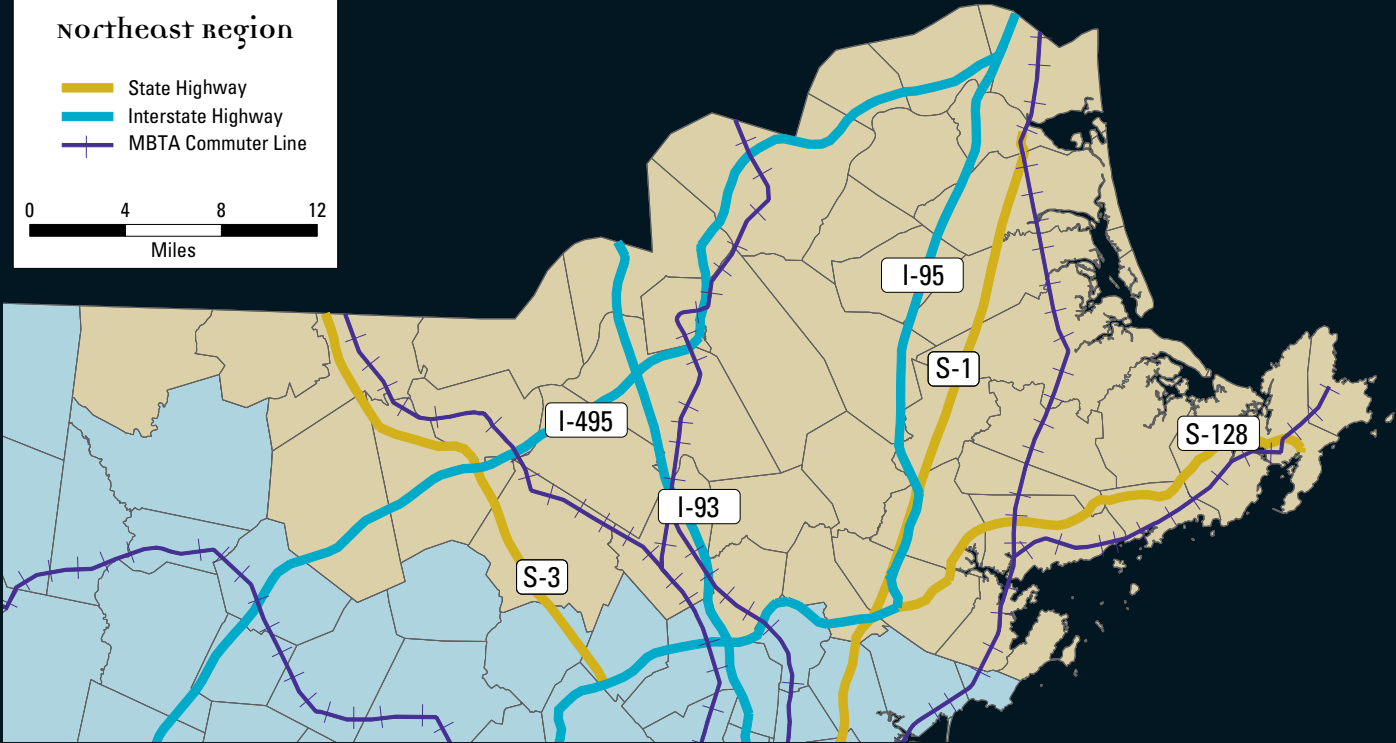 Northeast Region
State Highway
Interstate Highway
MBTA Commuter Line
0 4 8 12
Miles
I-95
S-1
I-495
S-128
I-93
S-3